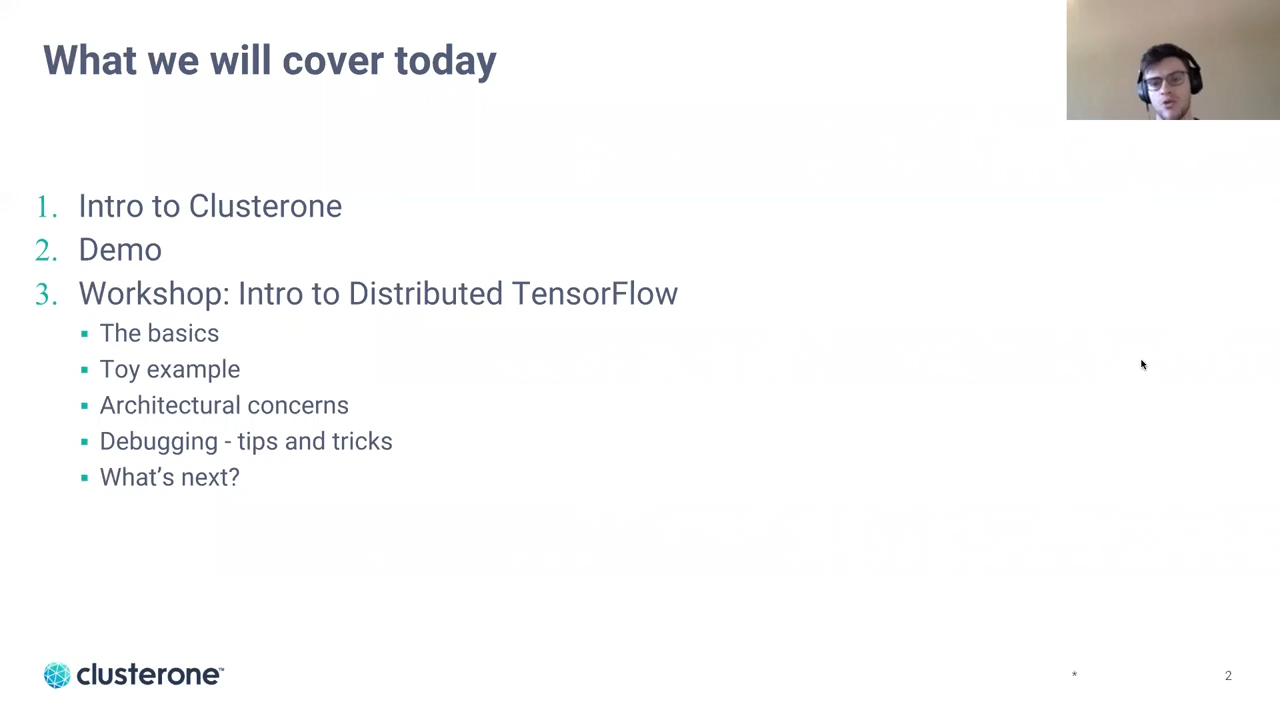 What we will cover today
1. Intro to Clusterone
2. Demo
3. Workshop: Intro to Distributed TensorFlow
▪ The basics
▪ Toy example
▪ Architectural concerns
▪ Debugging - tips and tricks
▪ What’s next?
clusterone™
*
2